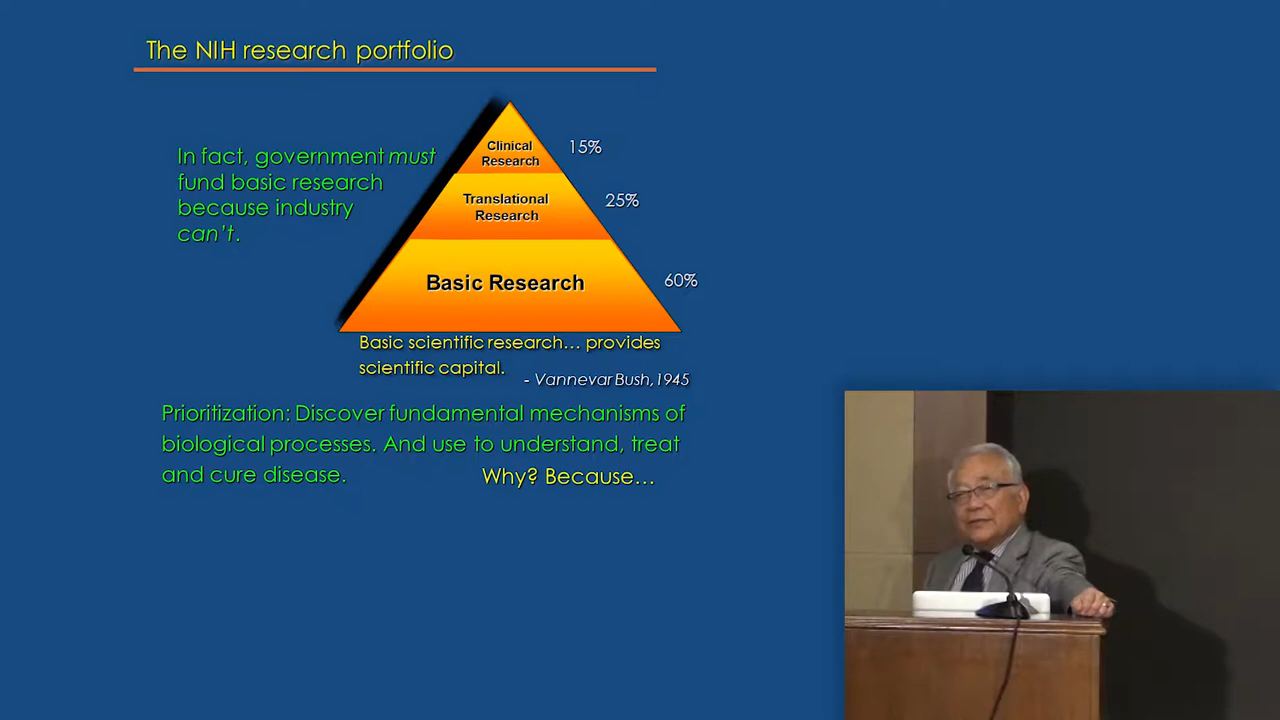 The NIH research portfolio
In fact, government must
fund basic research
because industry
can't.
Clinical
Research
15%
Translational
Research
25%
Basic Research
60%
Basic scientific research... provides
scientific capital.
- Vannevar Bush, 1945
Prioritization: Discover fundamental mechanisms of
biological processes. And use to understand, treat
and cure disease.
Why? Because...